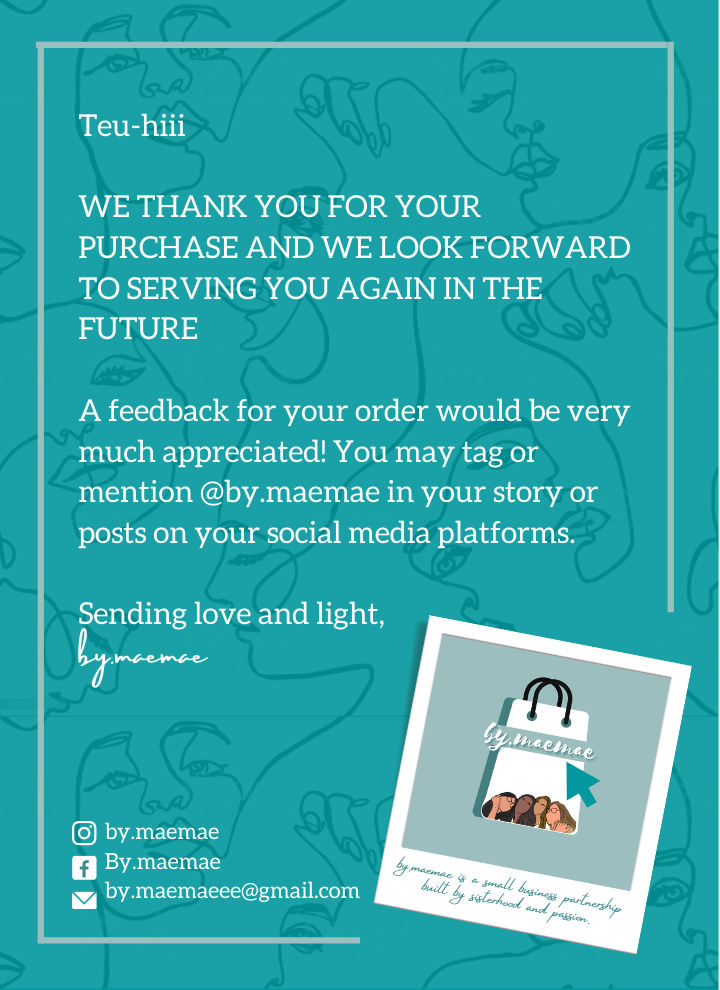 Teu-hiii
WE THANK YOU FOR YOUR
PURCHASE AND WE LOOK FORWARD
TO SERVING YOU AGAIN IN THE
FUTURE
A feedback for your order would be very
much appreciated! You may tag or
mention @by.maemae in your story or
posts on your social media platforms.
Sending love and light,
by.maemae
by.maemae
by.maemae is a small business partnership
built by sisterhood and passion.
by.maemae
By.Maemae
by.maemaeee@gmail.com